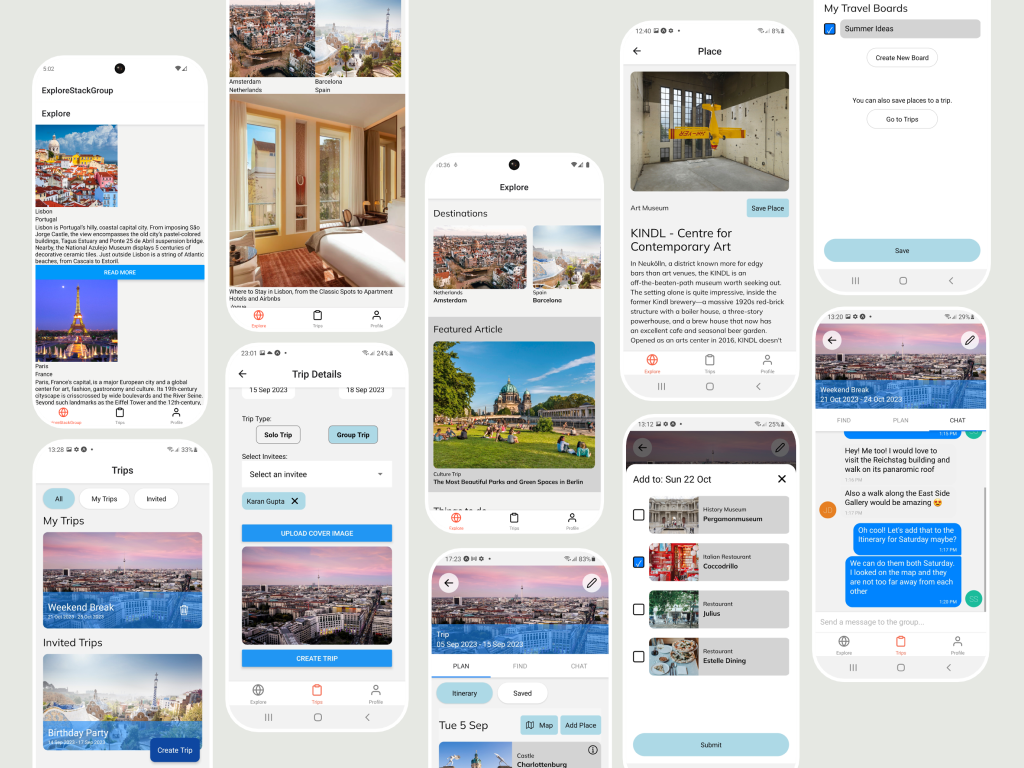 5:02
ExploreStackGroup
Explore
Lisbon
Portugal
Lisbon is Portugal's hilly, coastal capital city. From imposing São
Jorge Castle, the view encompasses the old city's pastel-colored
buildings, Tagus Estuary and Ponte 25 de Abril suspension bridge.
Nearby, the National Azulejo Museum displays 5 centuries of
decorative ceramic tiles. Just outside Lisbon is a string of Atlantic
beaches, from Cascais to Estoril.
READ MORE
Paris
France
Paris, France's capital, is a major European city and a global
center for art, fashion, gastronomy and culture. Its 19th-century
cityscape is crisscrossed by wide boulevards and the River Seine.
Beyond such landmarks as the Eiffel Tower and the 12th-century,
Trips
Profile
13:28
33%
Trips
All
My Trips
Invited
My Trips
Weekend Break
Invited Trips
Birthday Party
Create Trip
Amsterdam
Netherlands
Barcelona
Spain
Where to Stay in Lisbon, from the Classic Spots to Apartment
Hotels and Airbnbs
Explore
Trips
Profile
23:01
24%
Trip Details
15 Sep 2023
18 Sep 2023
Trip Type:
Solo Trip
Group Trip
Select Invitees:
Select an invitee
Karan Gupta
UPLOAD COVER IMAGE
CREATE TRIP
Explore
Trips
Profile
Explore
Destinations
Netherlands
Amsterdam
Spain
Barcelona
Featured Article
Culture Trip
The Most Beautiful Parks and Green Spaces in Berlin
Things to do
Explore
Trips
Profile
17:23
83%
Trip
05 Sep 2023 - 15 Sep 2023
PLAN
FIND
CHAT
Itinerary
Saved
Tue 5 Sep
Map
Add Place
Castle
Charlottenburg
12:40
8%
Place
HH-KEV
Art Museum
Save Place
KINDL - Centre for
Contemporary Art
In Neukölln, a district known more for edgy
bars than art venues, the KINDL is an
off-the-beaten-path museum worth seeking out.
The setting alone is quite impressive, inside the
former Kindl brewery—a massive 1920s red-brick
structure with a boiler house, a three-story
powerhouse, and a brew house that now has
an excellent cafe and seasonal beer garden.
Opened as an arts center in 2016, KINDL doesn't
Explore
Trips
Profile
13:12
25%
Add to: Sun 22 Oct
History Museum
Pergamonmuseum
Italian Restaurant
Coccodrillo
Restaurant
Julius
Restaurant
Estelle Dining
Submit
My Travel Boards
Summer Ideas
Create New Board
You can also save places to a trip.
Go to Trips
Save
13:20
29%
Weekend Break
21 Oct 2023 - 24 Oct 2023
FIND
PLAN
CHAT
1:15 PM
Hey! Me too! I would love to
visit the Reichstag building and
walk on its panaromic roof
1:15 PM
Also a walk along the East Side
Gallery would be amazing 😍
1:17 PM
JD
Oh cool! Let's add that to the
Itinerary for Saturday maybe?
1:17 PM
We can do them both Saturday.
I looked on the map and they
are not too far away from each
other
1:20 PM
Send a message to the group...
Explore
Trips
Profile